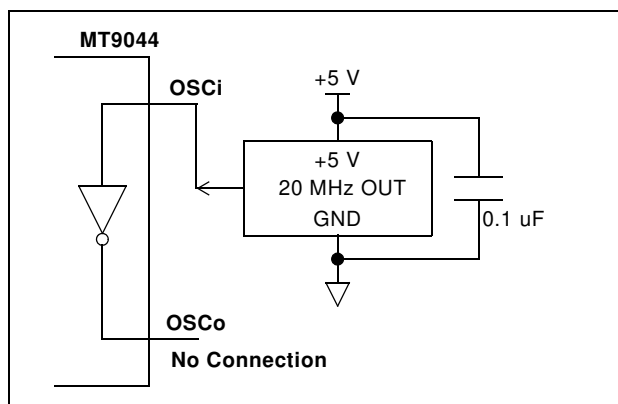 MT9044
OSCi
+5 V
+5 V
20 MHz OUT
GND
0.1 uF
OSCo
No Connection